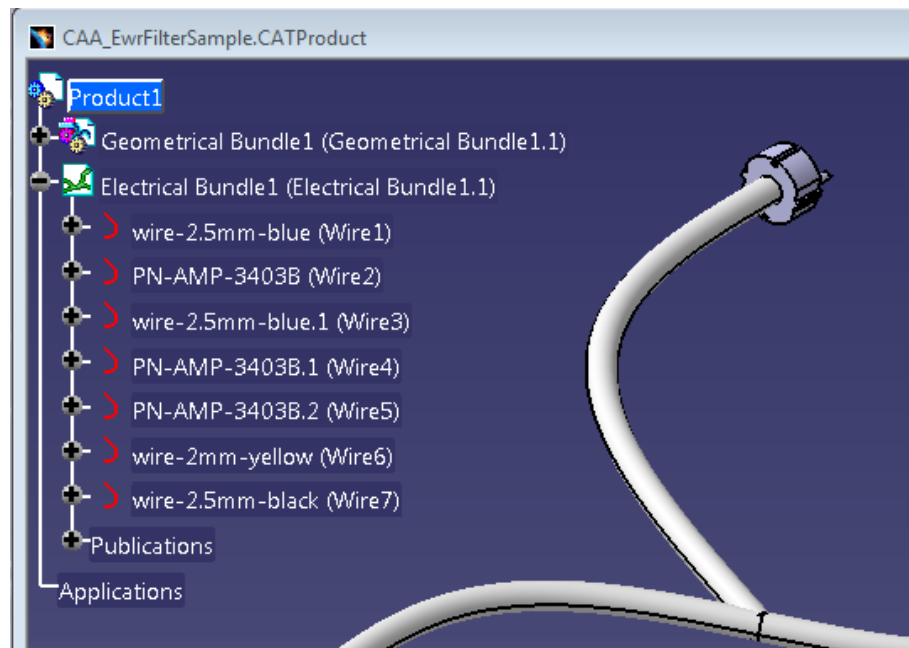 CAA_EwrFilterSample.CATProduct
Product1
Geometrical Bundle1 (Geometrical Bundle1.1)
Electrical Bundle1 (Electrical Bundle1.1)
wire-2.5mm-blue (Wire1)
PN-AMP-3403B (Wire2)
wire-2.5mm-blue.1 (Wire3)
PN-AMP-3403B.1 (Wire4)
PN-AMP-3403B.2 (Wire5)
wire-2mm-yellow (Wire6)
wire-2.5mm-black (Wire7)
Publications
Applications